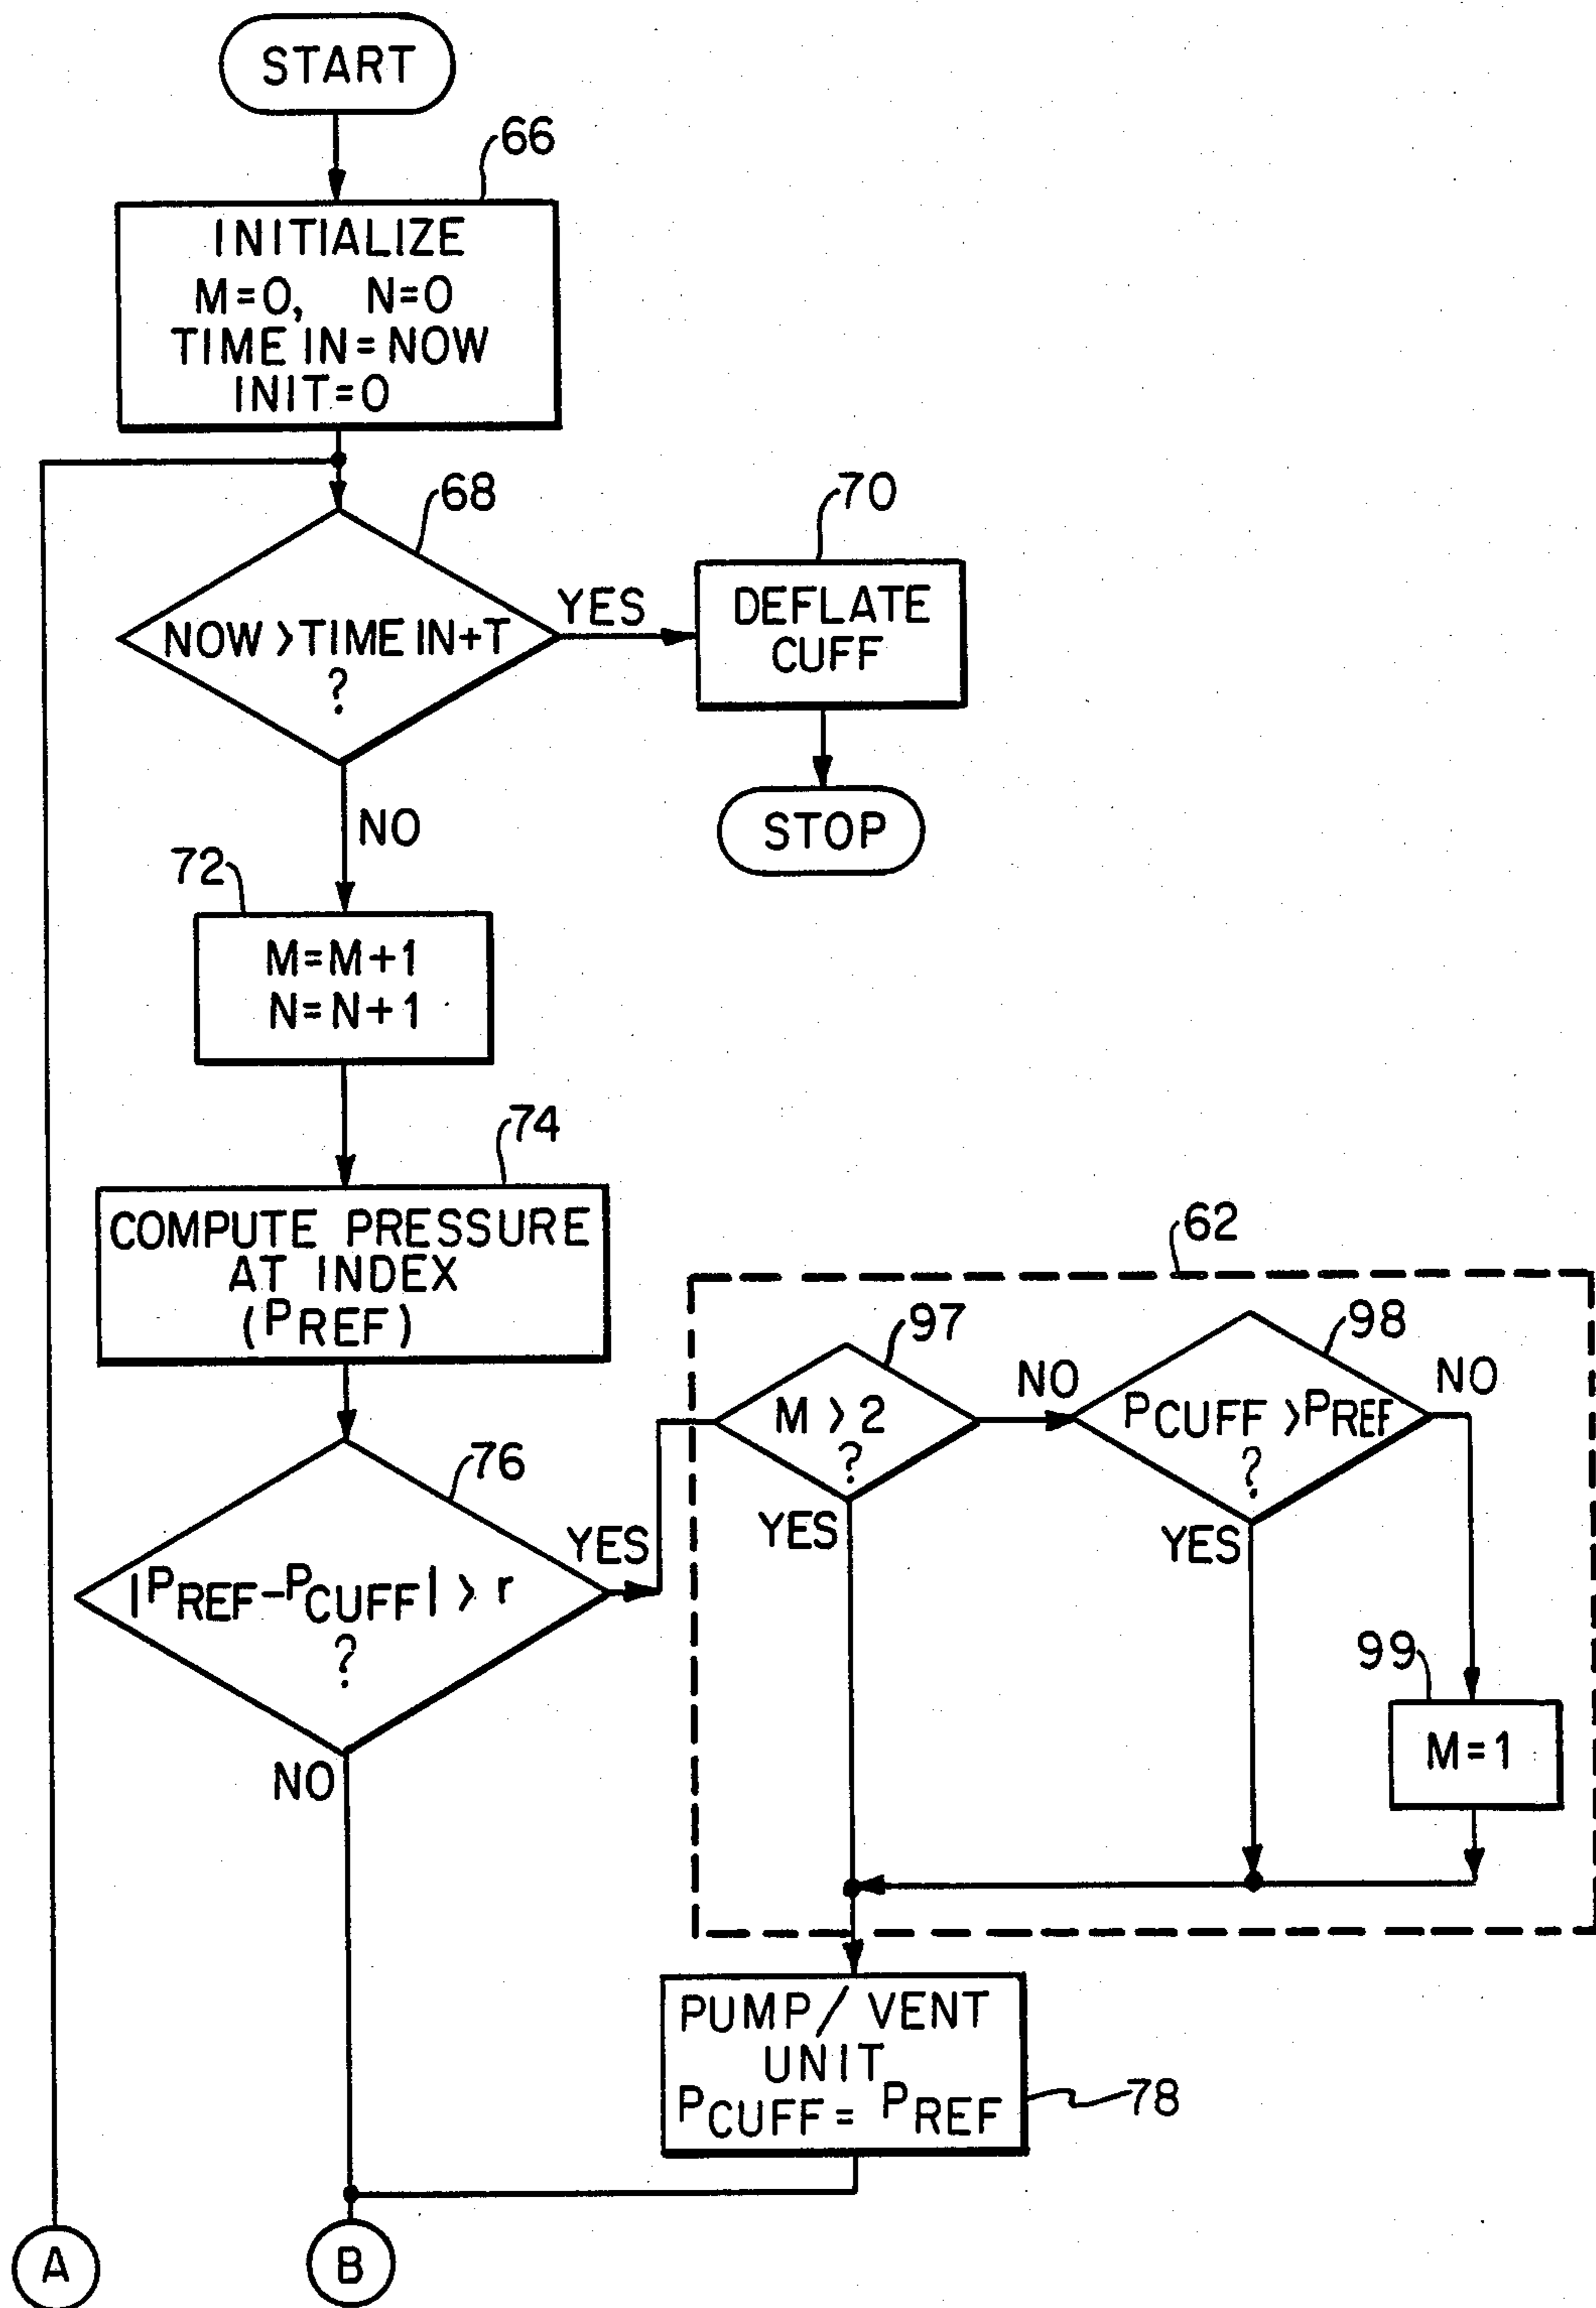 START
66
INITIALIZE
M=0, N=0
TIME IN=NOW
INIT=0
68
NOW >TIME IN+T
?
YES
NO
70
DEFLATE
CUFF
STOP
72
M=M+1
N=N+1
74
COMPUTE PRESSURE
AT INDEX
(PREF)
76
|PREF-PCUFF| > r
?
YES
NO
62
97
M > 2
?
NO
YES
98
PCUFF >PREF
?
NO
YES
99
M=1
PUMP/ VENT
UNIT
PCUFF= PREF
78
A
B